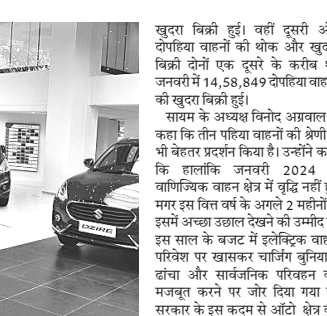 खुदरा बिक्री हुई। वहीं दूसरी
दोपहिया वाहनों की थोक और
बिक्री दोनों एक दूसरे के करीब
जनवरी में 14,58,849 दोपहिया
की खुदरा बिक्री हुई।
सायम के अध्यक्ष विनोद अग्रवाल
कहा कि तीन पहिया वाहनों की श्रेणी
भी बेहतर प्रदर्शन किया है। उन्होंने
कि हालांकि जनवरी 2024
वाणिज्यिक वाहन क्षेत्र में वृद्धि नहीं
मगर इस वित्त वर्ष के अगले 2 महीनों
इसमें अच्छा उछाल देखने की उम्मीद
इस साल के बजट में इलेक्ट्रिक
परिवेश पर खासकर चार्जिंग
ढांचा और सार्वजनिक परिवहन
मजबूत करने पर जोर दिया गया
सरकार के इस कदम से ऑटो क्षेत्र
DZIRE